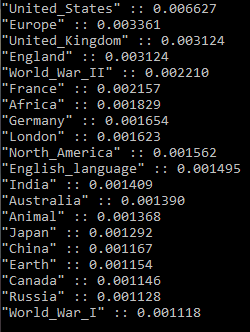 "United_States" :: 0.006627
"Europe" :: 0.003361
"United_Kingdom" :: 0.003124
"England" :: 0.003124
"World_War_II" :: 0.002210
"France" :: 0.002157
"Africa" :: 0.001829
"Germany" :: 0.001654
"London" :: 0.001623
"North_America" :: 0.001562
"English_language" :: 0.001495
"India" :: 0.001409
"Australia" :: 0.001390
"Animal" :: 0.001368
"Japan" :: 0.001292
"China" :: 0.001167
"Earth" :: 0.001154
"Canada" :: 0.001146
"Russia" :: 0.001128
"World_War_I" :: 0.001118